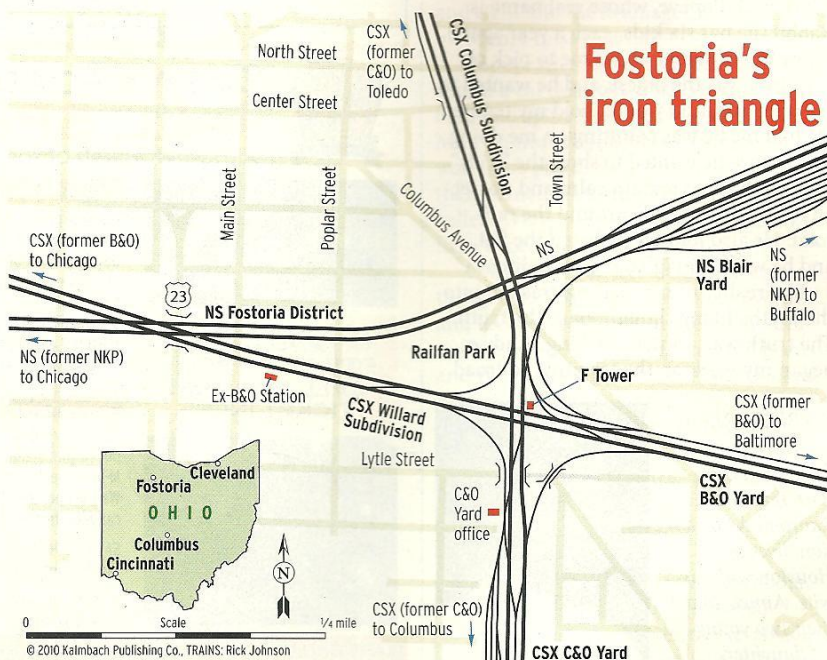 Fostoria's
iron triangle
CSX
(former
C&O) to
Toledo
CSX Columbus Subdivision
North Street
Center Street
Main Street
Poplar Street
Columbus Avenue
Town Street
CSX (former B&O)
to Chicago
23
NS Fostoria District
NS
NS Blair
Yard
NS
(former
NKP) to
Buffalo
NS (former NKP)
to Chicago
Railfan Park
F Tower
Ex-B&O Station
CSX Willard
Subdivision
CSX (former
B&O) to
Baltimore
Lytle Street
CSX
B&O Yard
C&O
Yard
office
Cleveland
Fostoria
OHIO
Columbus
Cincinnati
N
CSX (former C&O)
to Columbus
CSX C&O Yard
0 Scale 1/4 mile
© 2010 Kalmbach Publishing Co., TRAINS: Rick Johnson